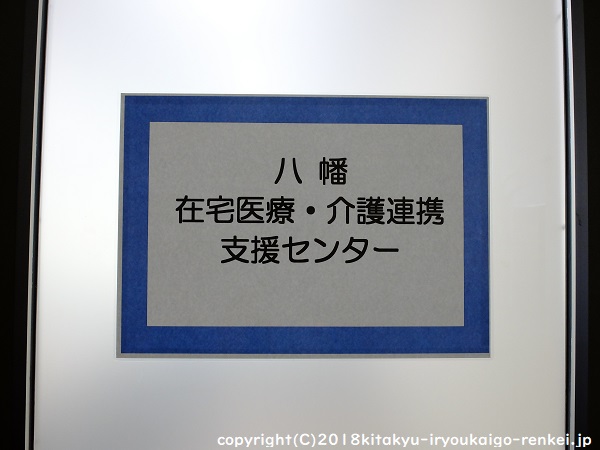 八幡
在宅医療・介護連携
支援センター
copyright(C)2018kitakyu-iryoukaigo-renkei.jp